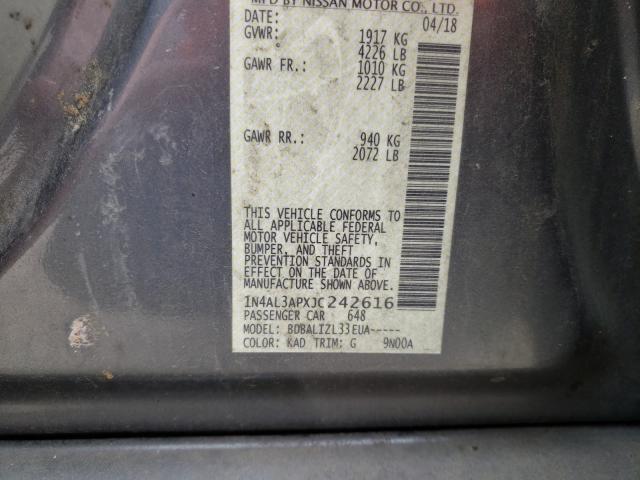 MFD BY NISSAN MOTOR CO., LTD.
DATE: 04/18
GVWR: 1917 KG
4226 LB
GAWR FR: 1010 KG
2227 LB
GAWR RR: 940 KG
2072 LB
THIS VEHICLE CONFORMS TO
ALL APPLICABLE FEDERAL
MOTOR VEHICLE SAFETY,
BUMPER, AND THEFT
PREVENTION STANDARDS IN
EFFECT ON THE DATE OF
MANUFACTURE SHOWN ABOVE.
1N4AL3APXJC242616
PASSENGER CAR 648
MODEL: BDBALIZL33EUA-----
COLOR: KAD TRIM: G 9N00A